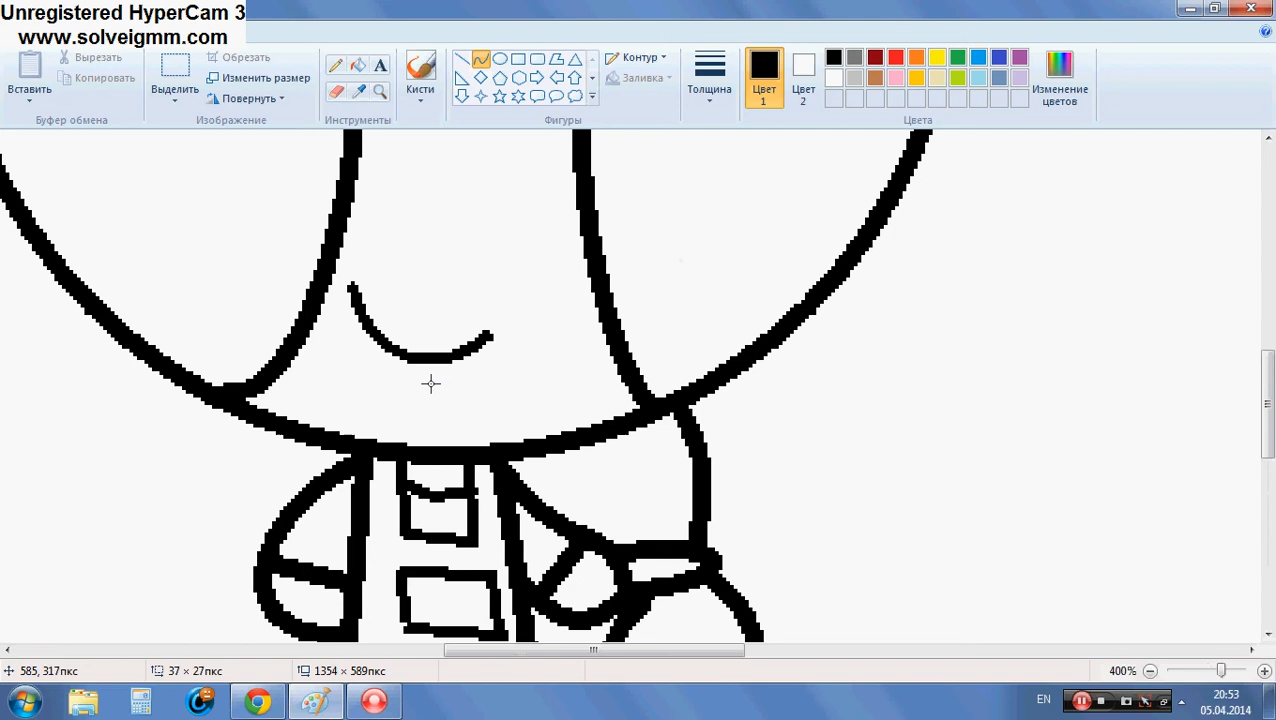 Unregistered HyperCam 3
www.solveigmm.com
Вставить
Вырезать
Копировать
Буфер обмена
Выделить
Обрезать
Изменить размер
Повернуть
Изображение
Инструменты
Кисти
Контур
Заливка
Фигуры
Толщина
Цвет 1
Цвет 2
Изменение цветов
Цвета
585, 317пкс
37 × 27пкс
1354 × 589пкс
400%
EN
20:53
05.04.2014